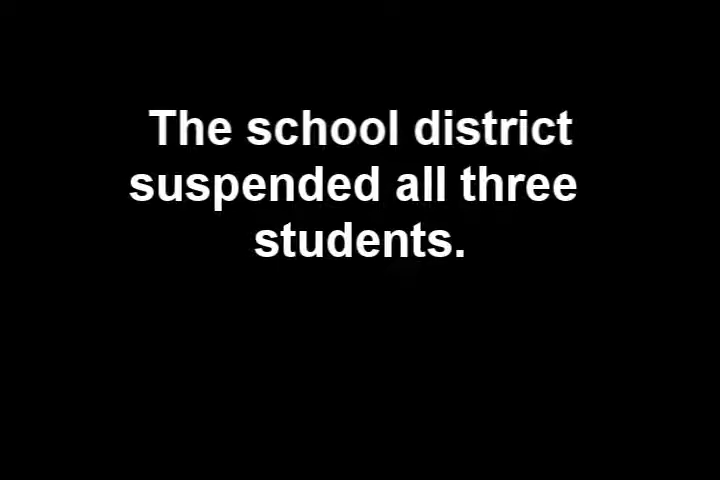 The school district
suspended all three
students.